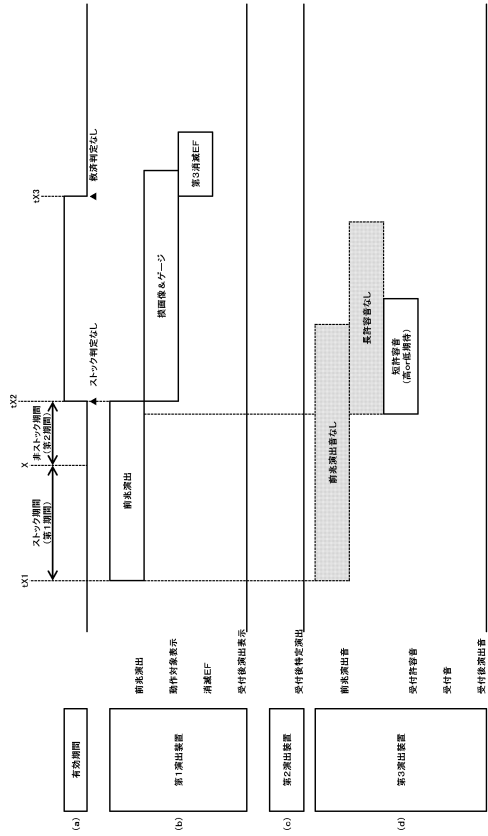 tX1
X
tX2
tX3
ストック期間
(第1期間)
非ストック期間
(第2期間)
(a)
有効期間
ストック判定なし
救済判定なし
(b)
第1演出装置
前兆演出
動作対象表示
消滅EF
受付後演出表示
前兆演出
操画像&ゲージ
第3消滅EF
(c)
第2演出装置
受付後特定演出
(d)
第3演出装置
前兆演出音
受付許容音
受付音
受付後演出音
前兆演出音なし
長許容音なし
短許容音
(高or低期待)